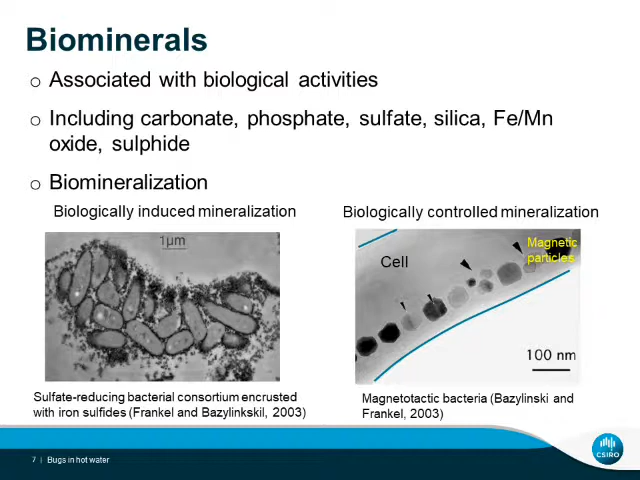 Biominerals
o Associated with biological activities
o Including carbonate, phosphate, sulfate, silica, Fe/Mn
oxide, sulphide
o Biomineralization
Biologically induced mineralization
1µm
Sulfate-reducing bacterial consortium encrusted
with iron sulfides (Frankel and Bazylinkskil, 2003)
Biologically controlled mineralization
Cell
Magnetic
particles
100 nm
Magnetotactic bacteria (Bazylinski and
Frankel, 2003)
7 | Bugs in hot water
CSIRO